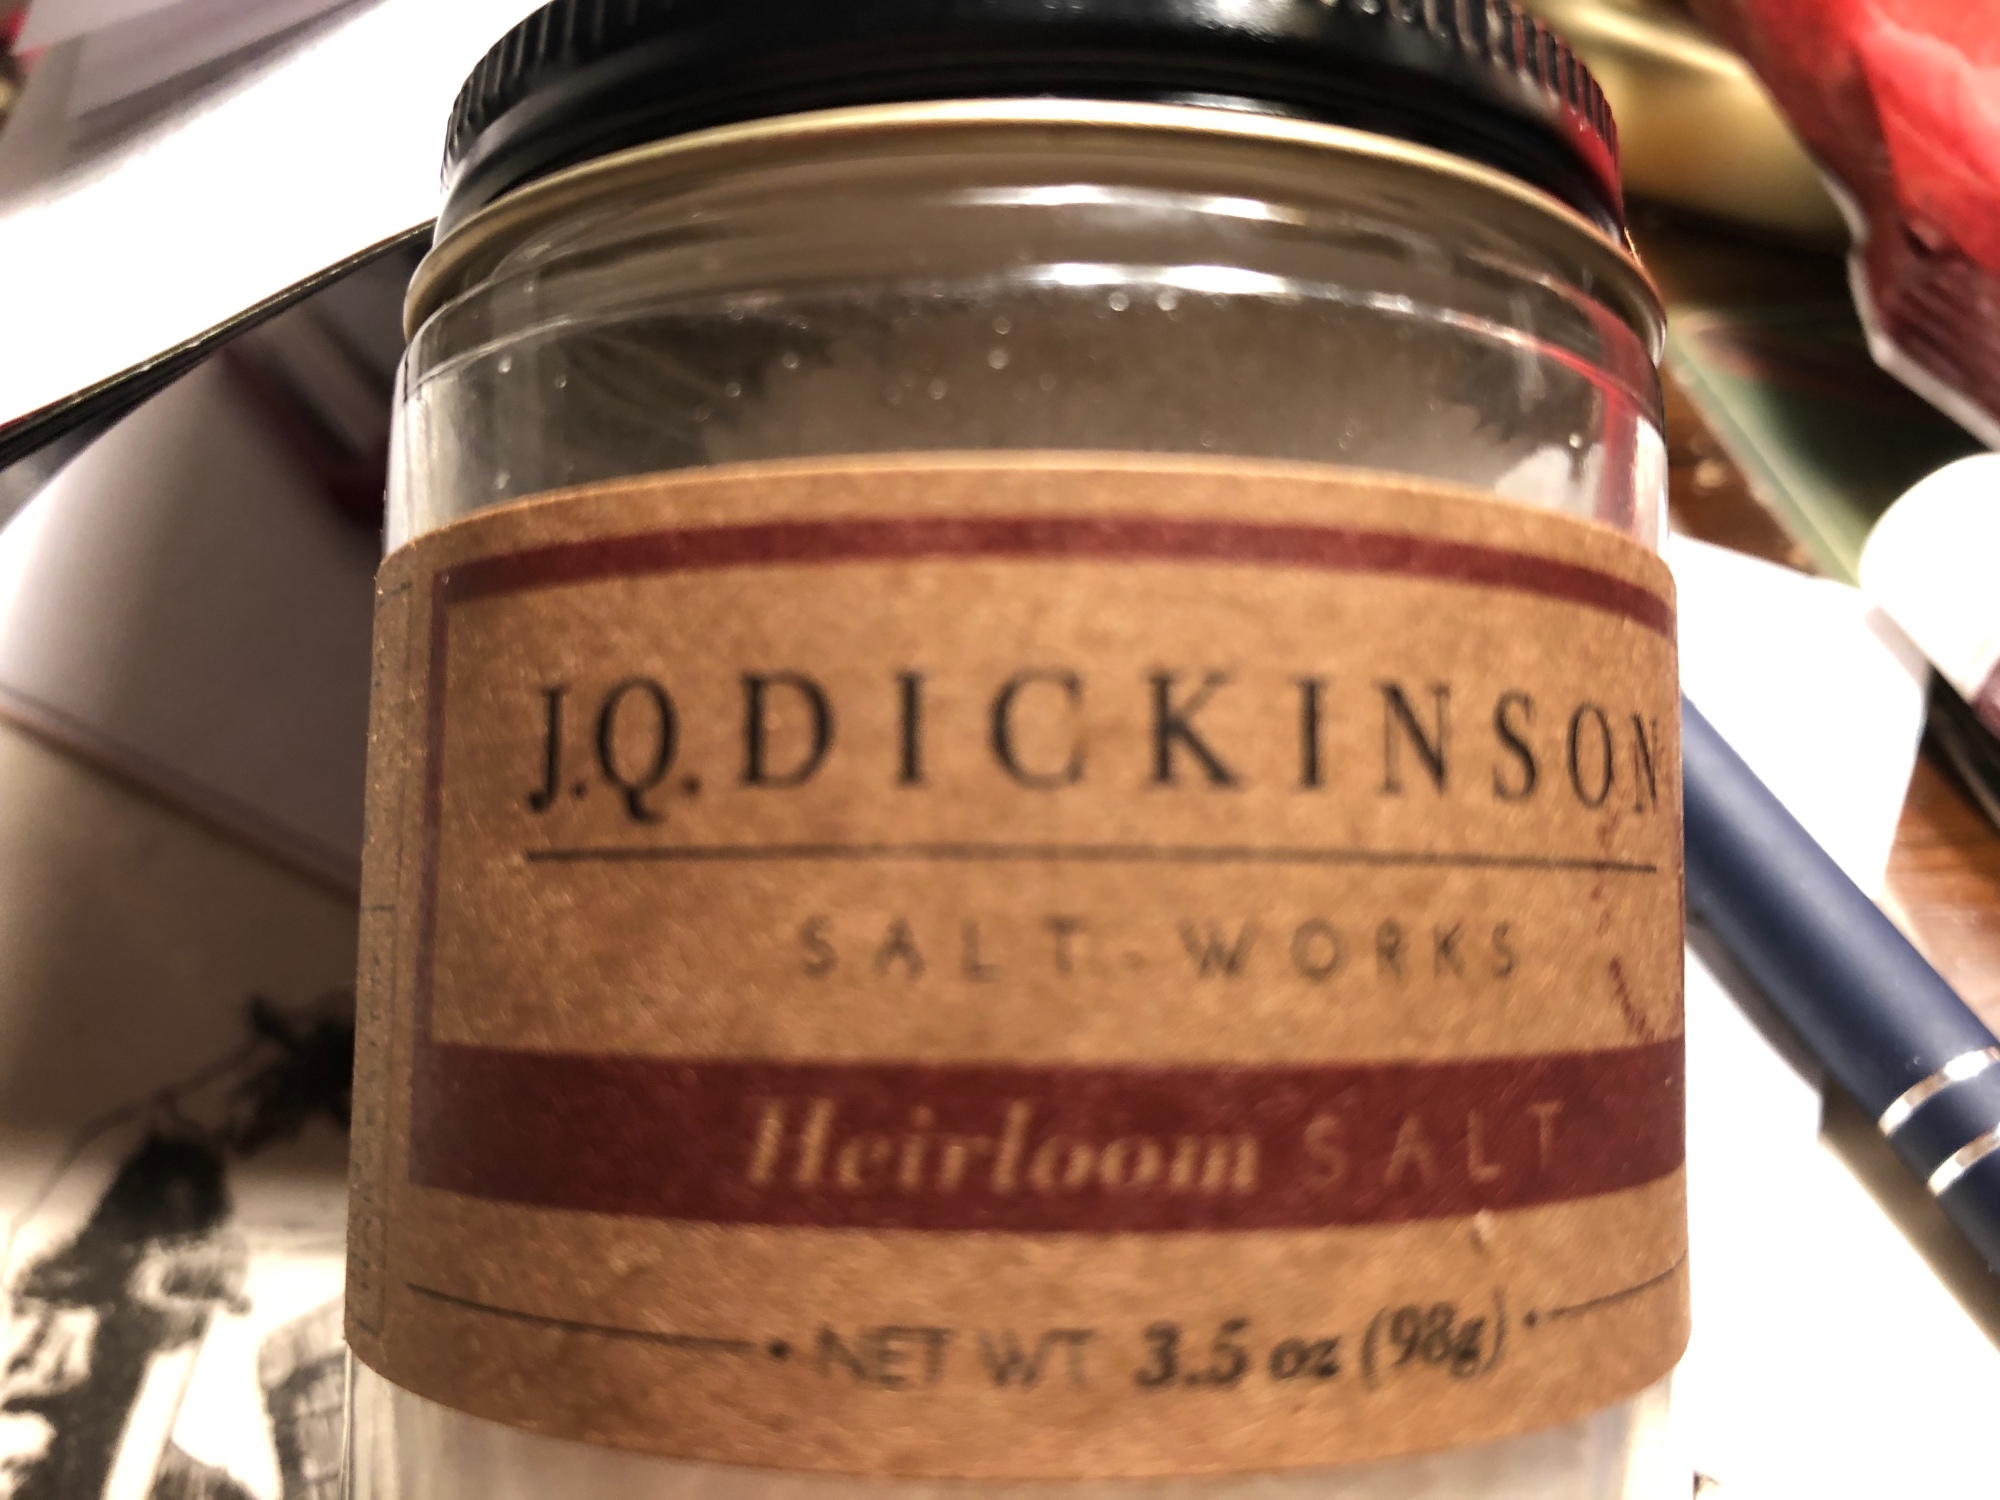 J.Q. DICKINSON
SALT-WORKS
Heirloom SALT
• NET WT 3.5 oz (98g) •